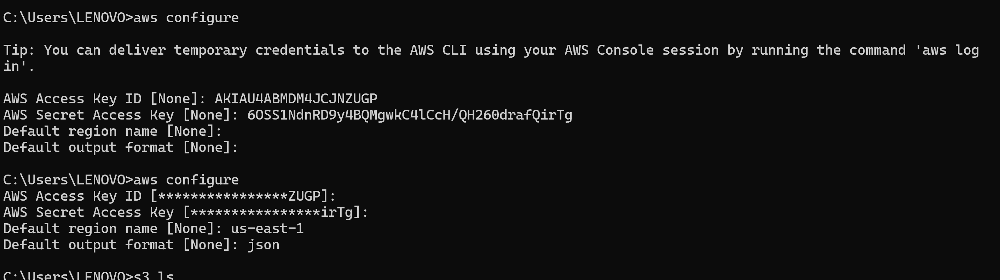 C:\Users\LENOVO>aws configure
Tip: You can deliver temporary credentials to the AWS CLI using your AWS Console session by running the command 'aws log
in'.
AWS Access Key ID [None]: AKIAU4ABMDM4JCJNZUGP
AWS Secret Access Key [None]: 6OSS1NdnRD9y4BQMgwkC4lCcH/QH260drafQirTg
Default region name [None]:
Default output format [None]:
C:\Users\LENOVO>aws configure
AWS Access Key ID [****************ZUGP]:
AWS Secret Access Key [****************irTg]:
Default region name [None]: us-east-1
Default output format [None]: json
C:\Users\LENOVO>s3 ls